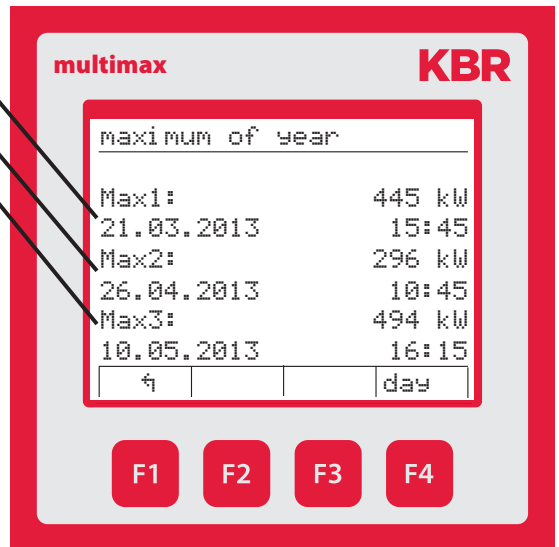 multimax KBR
maximum of year
Max1: 445 kW
21.03.2013 15:45
Max2: 296 kW
26.04.2013 10:45
Max3: 494 kW
10.05.2013 16:15
↰ day
F1 F2 F3 F4